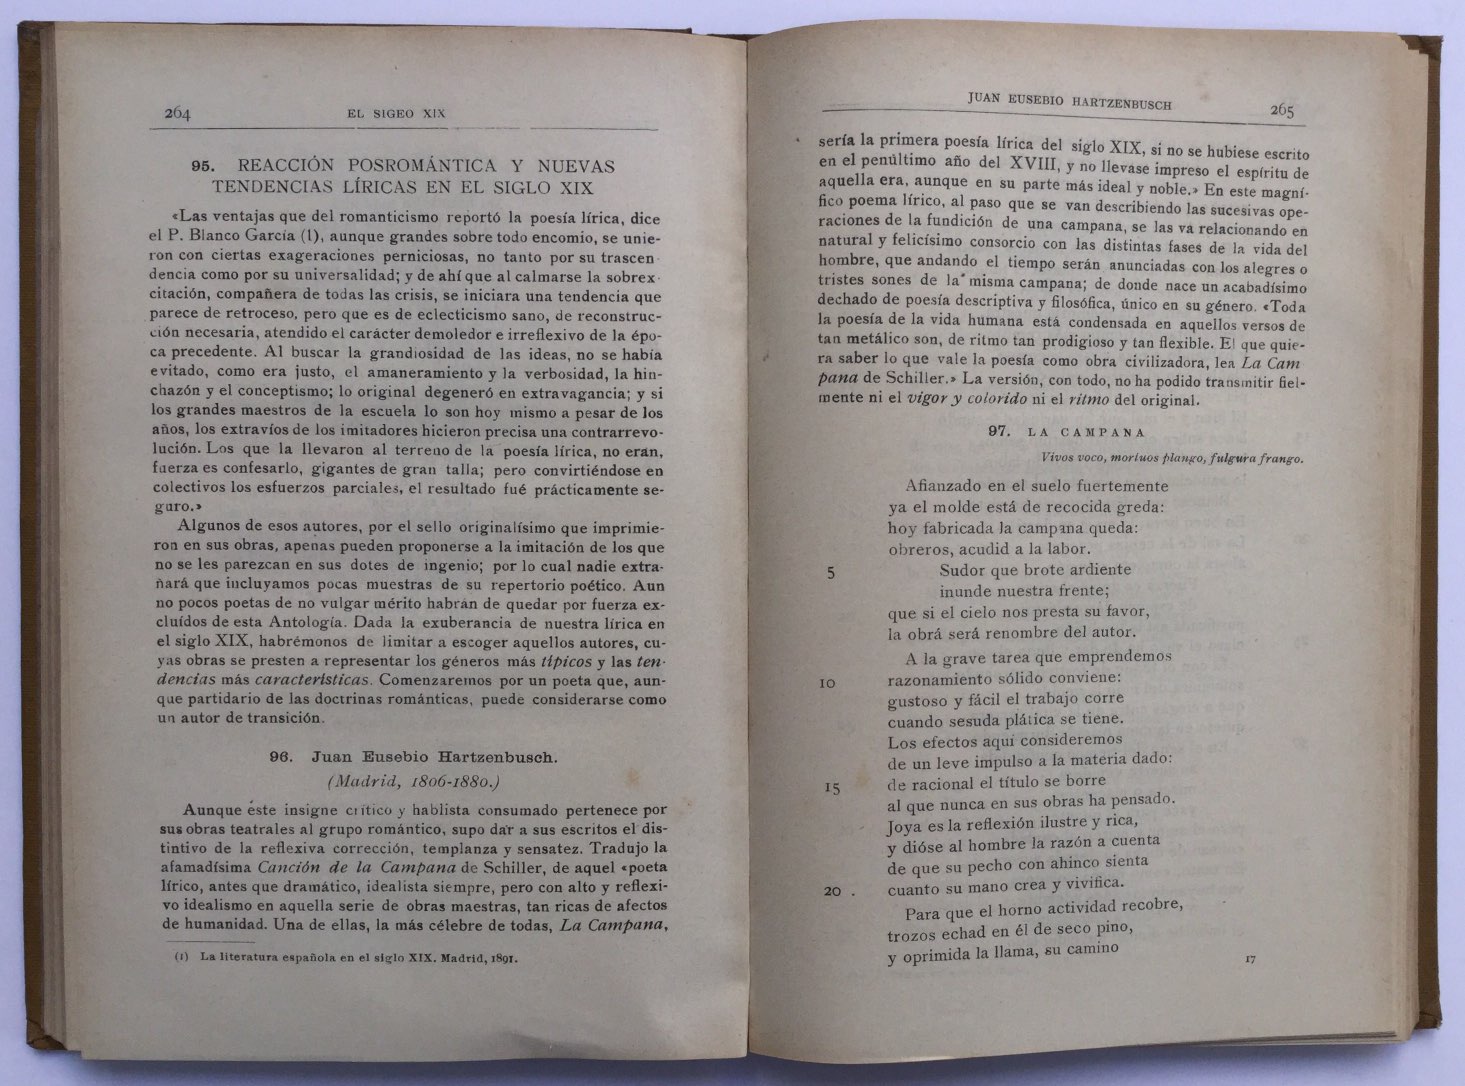 264
EL SIGEO XIX
95. REACCIÓN POSROMÁNTICA Y NUEVAS
TENDENCIAS LÍRICAS EN EL SIGLO XIX
«Las ventajas que del romanticismo reportó la poesía lírica, dice
el P. Blanco García (1), aunque grandes sobre todo encomio, se unie-
ron con ciertas exageraciones perniciosas, no tanto por su trascen-
dencia como por su universalidad; y de ahí que al calmarse la sobrex-
citación, compañera de todas las crisis, se iniciara una tendencia que
parece de retroceso, pero que es de eclecticismo sano, de reconstruc-
ción necesaria, atendido el carácter demoledor e irreflexivo de la épo-
ca precedente. Al buscar la grandiosidad de las ideas, no se había
evitado, como era justo, el amaneramiento y la verbosidad, la hin-
chazón y el conceptismo; lo original degeneró en extravagancia; y si
los grandes maestros de la escuela lo son hoy mismo a pesar de los
años, los extravíos de los imitadores hicieron precisa una contrarrevo-
lución. Los que la llevaron al terreno de la poesía lírica, no eran,
fuerza es confesarlo, gigantes de gran talla; pero convirtiéndose en
colectivos los esfuerzos parciales, el resultado fué prácticamente se-
guro.»
Algunos de esos autores, por el sello originalísimo que imprimie-
ron en sus obras, apenas pueden proponerse a la imitación de los que
no se les parezcan en sus dotes de ingenio; por lo cual nadie extra-
ñará que incluyamos pocas muestras de su repertorio poético. Aun
no pocos poetas de no vulgar mérito habrán de quedar por fuerza ex-
cluídos de esta Antología. Dada la exuberancia de nuestra lírica en
el siglo XIX, habrémonos de limitar a escoger aquellos autores, cu-
yas obras se presten a representar los géneros más típicos y las ten-
dencias más características. Comenzaremos por un poeta que, aun-
que partidario de las doctrinas románticas, puede considerarse como
un autor de transición.
96. Juan Eusebio Hartzenbusch.
(Madrid, 1806-1880.)
Aunque éste insigne crítico y hablista consumado pertenece por
sus obras teatrales al grupo romántico, supo dar a sus escritos el dis-
tintivo de la reflexiva corrección, templanza y sensatez. Tradujo la
afamadísima Canción de la Campana de Schiller, de aquel «poeta
lírico, antes que dramático, idealista siempre, pero con alto y reflexi-
vo idealismo en aquella serie de obras maestras, tan ricas de afectos
de humanidad. Una de ellas, la más célebre de todas, La Campana,
(1) La literatura española en el siglo XIX. Madrid, 1891.
JUAN EUSEBIO HARTZENBUSCH
265
sería la primera poesía lírica del siglo XIX, si no se hubiese escrito
en el penúltimo año del XVIII, y no llevase impreso el espíritu de
aquella era, aunque en su parte más ideal y noble.» En este magní-
fico poema lírico, al paso que se van describiendo las sucesivas ope-
raciones de la fundición de una campana, se las va relacionando en
natural y felicísimo consorcio con las distintas fases de la vida del
hombre, que andando el tiempo serán anunciadas con los alegres o
tristes sones de la misma campana; de donde nace un acabadísimo
dechado de poesía descriptiva y filosófica, único en su género. «Toda
la poesía de la vida humana está condensada en aquellos versos de
tan metálico son, de ritmo tan prodigioso y tan flexible. El que quie-
ra saber lo que vale la poesía como obra civilizadora, lea La Cam
pana de Schiller.» La versión, con todo, no ha podido transmitir fiel-
mente ni el vigor y colorido ni el ritmo del original.
97. LA CAMPANA
Vivos voco, mortuos plango, fulgura frango.
Afianzado en el suelo fuertemente
ya el molde está de recocida greda:
hoy fabricada la campana queda:
obreros, acudid a la labor.
5 Sudor que brote ardiente
inunde nuestra frente;
que si el cielo nos presta su favor,
la obrá será renombre del autor.
A la grave tarea que emprendemos
10 razonamiento sólido conviene:
gustoso y fácil el trabajo corre
cuando sesuda plática se tiene.
Los efectos aquí consideremos
de un leve impulso a la materia dado:
15 de racional el título se borre
al que nunca en sus obras ha pensado.
Joya es la reflexión ilustre y rica,
y dióse al hombre la razón a cuenta
de que su pecho con ahinco sienta
20 cuanto su mano crea y vivifica.
Para que el horno actividad recobre,
trozos echad en él de seco pino,
y oprimida la llama, su camino
17